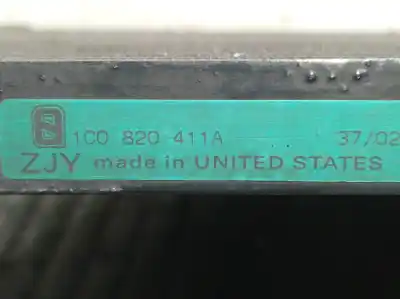 1C0 820 411A 37/02
ZJY made in UNITED STATES